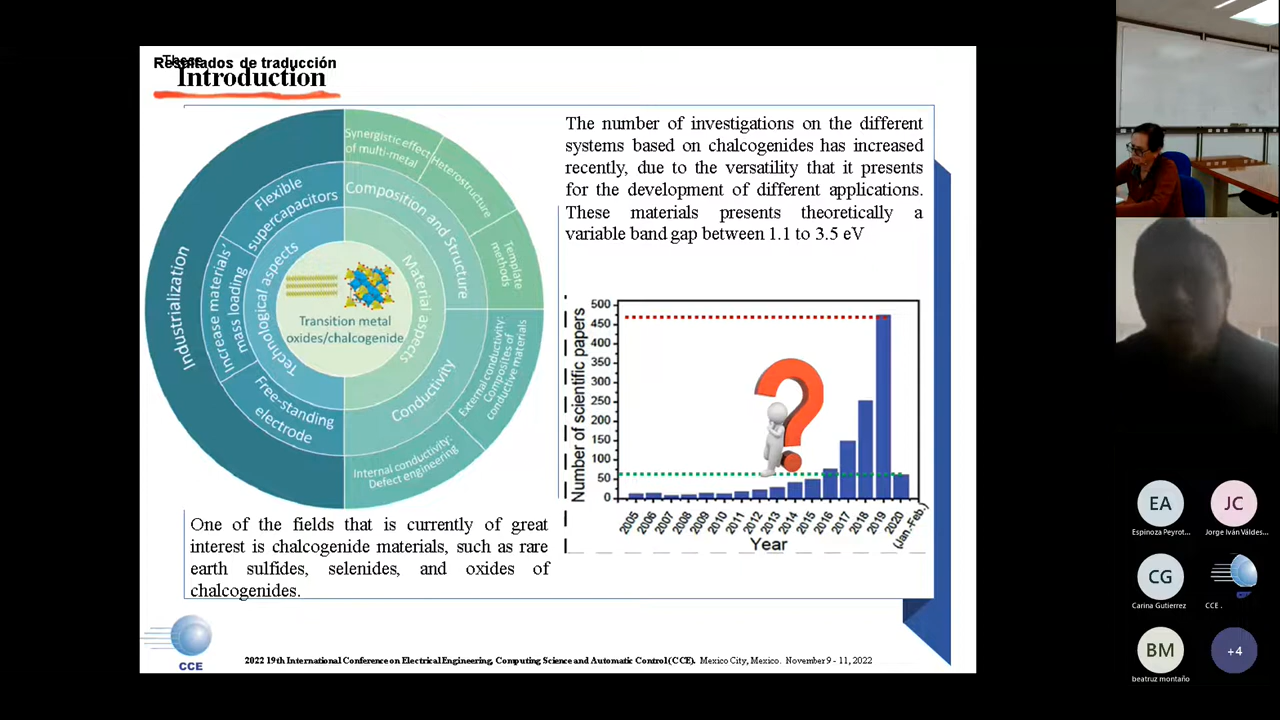 These
Resultados de traducción
Introduction
Synergistic effect
of multi-metal
Heterostructure
Template
methods
Composition and Structure
Material aspects
Conductivity
External conductivity:
Composites of
conductive materials
Internal conductivity:
Defect engineering
Industrialization
Flexible
supercapacitors
Increase materials'
mass loading
Free-standing
electrode
Technological aspects
Transition metal
oxides/chalcogenide
The number of investigations on the different
systems based on chalcogenides has increased
recently, due to the versatility that it presents
for the development of different applications.
These materials presents theoretically a
variable band gap between 1.1 to 3.5 eV
Number of scientific papers
500
450
400
350
300
250
200
150
100
50
0
2005
2006
2007
2008
2009
2010
2011
2012
2013
2014
2015
2016
2017
2018
2019
2020
(Jan.-Feb.)
Year
One of the fields that is currently of great
interest is chalcogenide materials, such as rare
earth sulfides, selenides, and oxides of
chalcogenides.
CCE
2022 19th International Conference on Electrical Engineering, Computing Science and Automatic Control (CCE). Mexico City, Mexico. November 9 - 11, 2022
EA
Espinoza Peyrot...
JC
Jorge Iván Váldes...
CG
Carina Gutierrez
CCE .
BM
beatruz montaño
+4